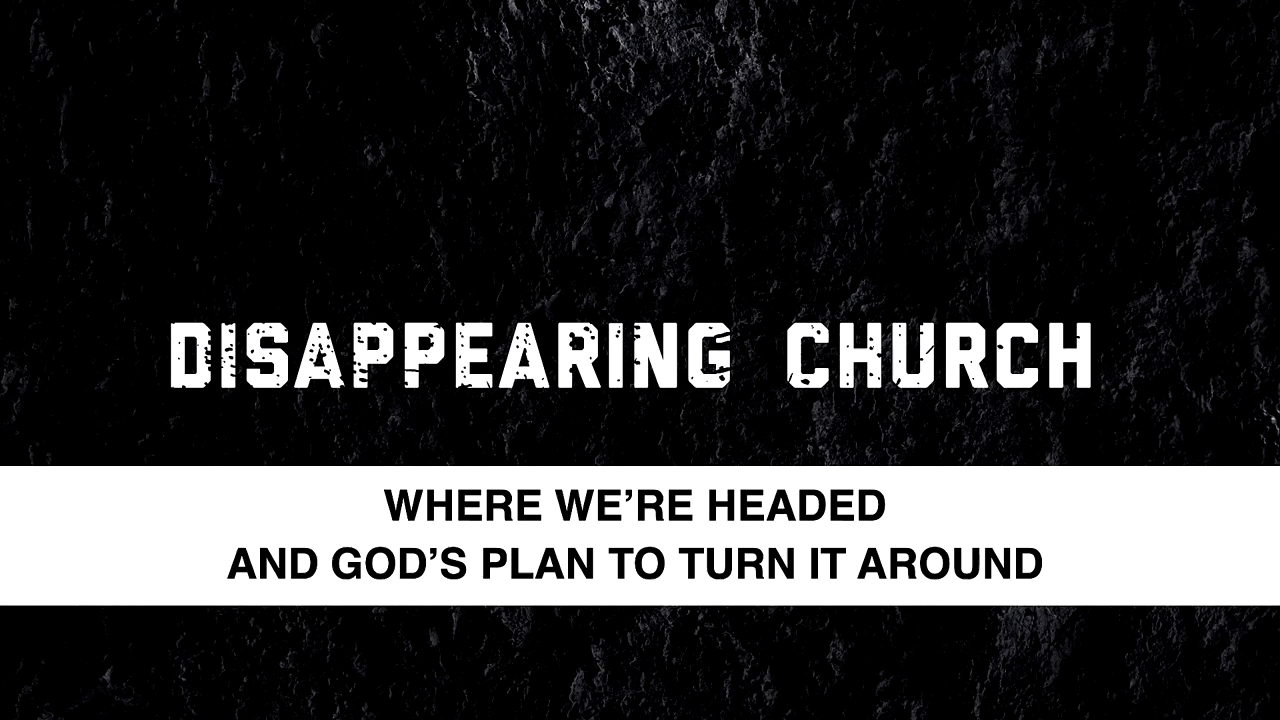 DISAPPEARING CHURCH
WHERE WE’RE HEADED
AND GOD’S PLAN TO TURN IT AROUND